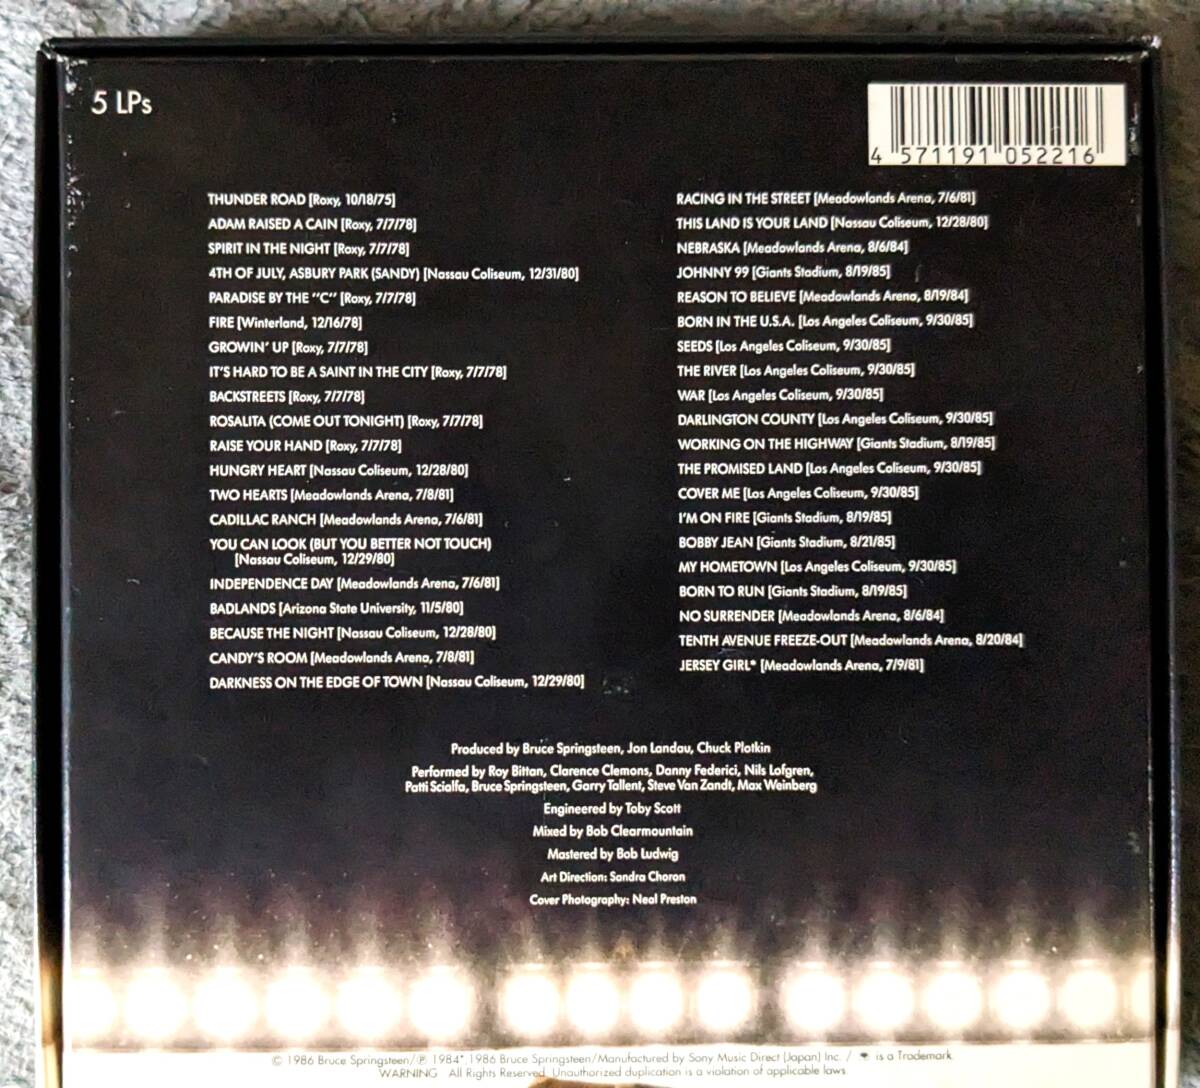 5 LPs
4 571191 052216
THUNDER ROAD [Roxy, 10/18/75]
ADAM RAISED A CAIN [Roxy, 7/7/78]
SPIRIT IN THE NIGHT [Roxy, 7/7/78]
4TH OF JULY, ASBURY PARK (SANDY) [Nassau Coliseum, 12/31/80]
PARADISE BY THE "C" [Roxy, 7/7/78]
FIRE [Winterland, 12/16/78]
GROWIN' UP [Roxy, 7/7/78]
IT'S HARD TO BE A SAINT IN THE CITY [Roxy, 7/7/78]
BACKSTREETS [Roxy, 7/7/78]
ROSALITA (COME OUT TONIGHT) [Roxy, 7/7/78]
RAISE YOUR HAND [Roxy, 7/7/78]
HUNGRY HEART [Nassau Coliseum, 12/28/80]
TWO HEARTS [Meadowlands Arena, 7/8/81]
CADILLAC RANCH [Meadowlands Arena, 7/6/81]
YOU CAN LOOK (BUT YOU BETTER NOT TOUCH)
[Nassau Coliseum, 12/29/80]
INDEPENDENCE DAY [Meadowlands Arena, 7/6/81]
BADLANDS [Arizona State University, 11/5/80]
BECAUSE THE NIGHT [Nassau Coliseum, 12/28/80]
CANDY'S ROOM [Meadowlands Arena, 7/8/81]
DARKNESS ON THE EDGE OF TOWN [Nassau Coliseum, 12/29/80]
RACING IN THE STREET [Meadowlands Arena, 7/6/81]
THIS LAND IS YOUR LAND [Nassau Coliseum, 12/28/80]
NEBRASKA [Meadowlands Arena, 8/6/84]
JOHNNY 99 [Giants Stadium, 8/19/85]
REASON TO BELIEVE [Meadowlands Arena, 8/19/84]
BORN IN THE U.S.A. [Los Angeles Coliseum, 9/30/85]
SEEDS [Los Angeles Coliseum, 9/30/85]
THE RIVER [Los Angeles Coliseum, 9/30/85]
WAR [Los Angeles Coliseum, 9/30/85]
DARLINGTON COUNTY [Los Angeles Coliseum, 9/30/85]
WORKING ON THE HIGHWAY [Giants Stadium, 8/19/85]
THE PROMISED LAND [Los Angeles Coliseum, 9/30/85]
COVER ME [Los Angeles Coliseum, 9/30/85]
I'M ON FIRE [Giants Stadium, 8/19/85]
BOBBY JEAN [Giants Stadium, 8/21/85]
MY HOMETOWN [Los Angeles Coliseum, 9/30/85]
BORN TO RUN [Giants Stadium, 8/19/85]
NO SURRENDER [Meadowlands Arena, 8/6/84]
TENTH AVENUE FREEZE-OUT [Meadowlands Arena, 8/20/84]
JERSEY GIRL* [Meadowlands Arena, 7/9/81]
Produced by Bruce Springsteen, Jon Landau, Chuck Plotkin
Performed by Roy Bittan, Clarence Clemons, Danny Federici, Nils Lofgren,
Patti Scialfa, Bruce Springsteen, Garry Tallent, Steve Van Zandt, Max Weinberg
Engineered by Toby Scott
Mixed by Bob Clearmountain
Mastered by Bob Ludwig
Art Direction: Sandra Choron
Cover Photography: Neal Preston
© 1986 Bruce Springsteen/℗ 1984*, 1986 Bruce Springsteen/Manufactured by Sony Music Direct (Japan) Inc. / is a Trademark.
WARNING All Rights Reserved. Unauthorized duplication is a violation of applicable laws.